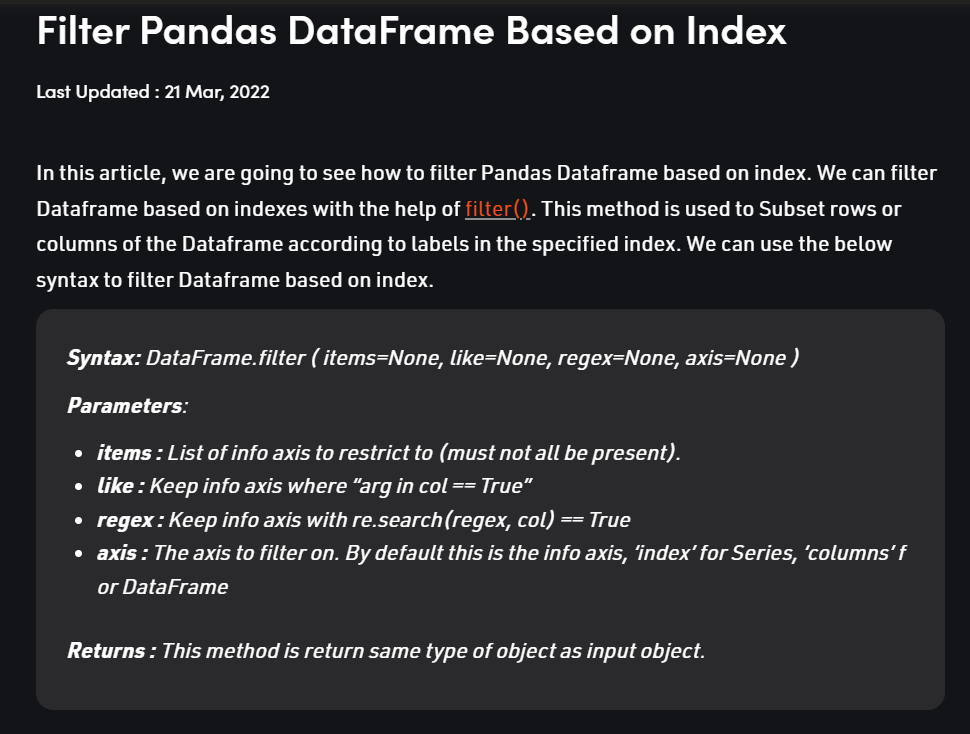 Filter Pandas DataFrame Based on Index
Last Updated : 21 Mar, 2022
In this article, we are going to see how to filter Pandas Dataframe based on index. We can filter
Dataframe based on indexes with the help of filter(). This method is used to Subset rows or
columns of the Dataframe according to labels in the specified index. We can use the below
syntax to filter Dataframe based on index.
Syntax: DataFrame.filter ( items=None, like=None, regex=None, axis=None )
Parameters:
• items : List of info axis to restrict to (must not all be present).
• like : Keep info axis where “arg in col == True”
• regex : Keep info axis with re.search(regex, col) == True
• axis : The axis to filter on. By default this is the info axis, ‘index’ for Series, ‘columns’ f
or DataFrame
Returns : This method is return same type of object as input object.